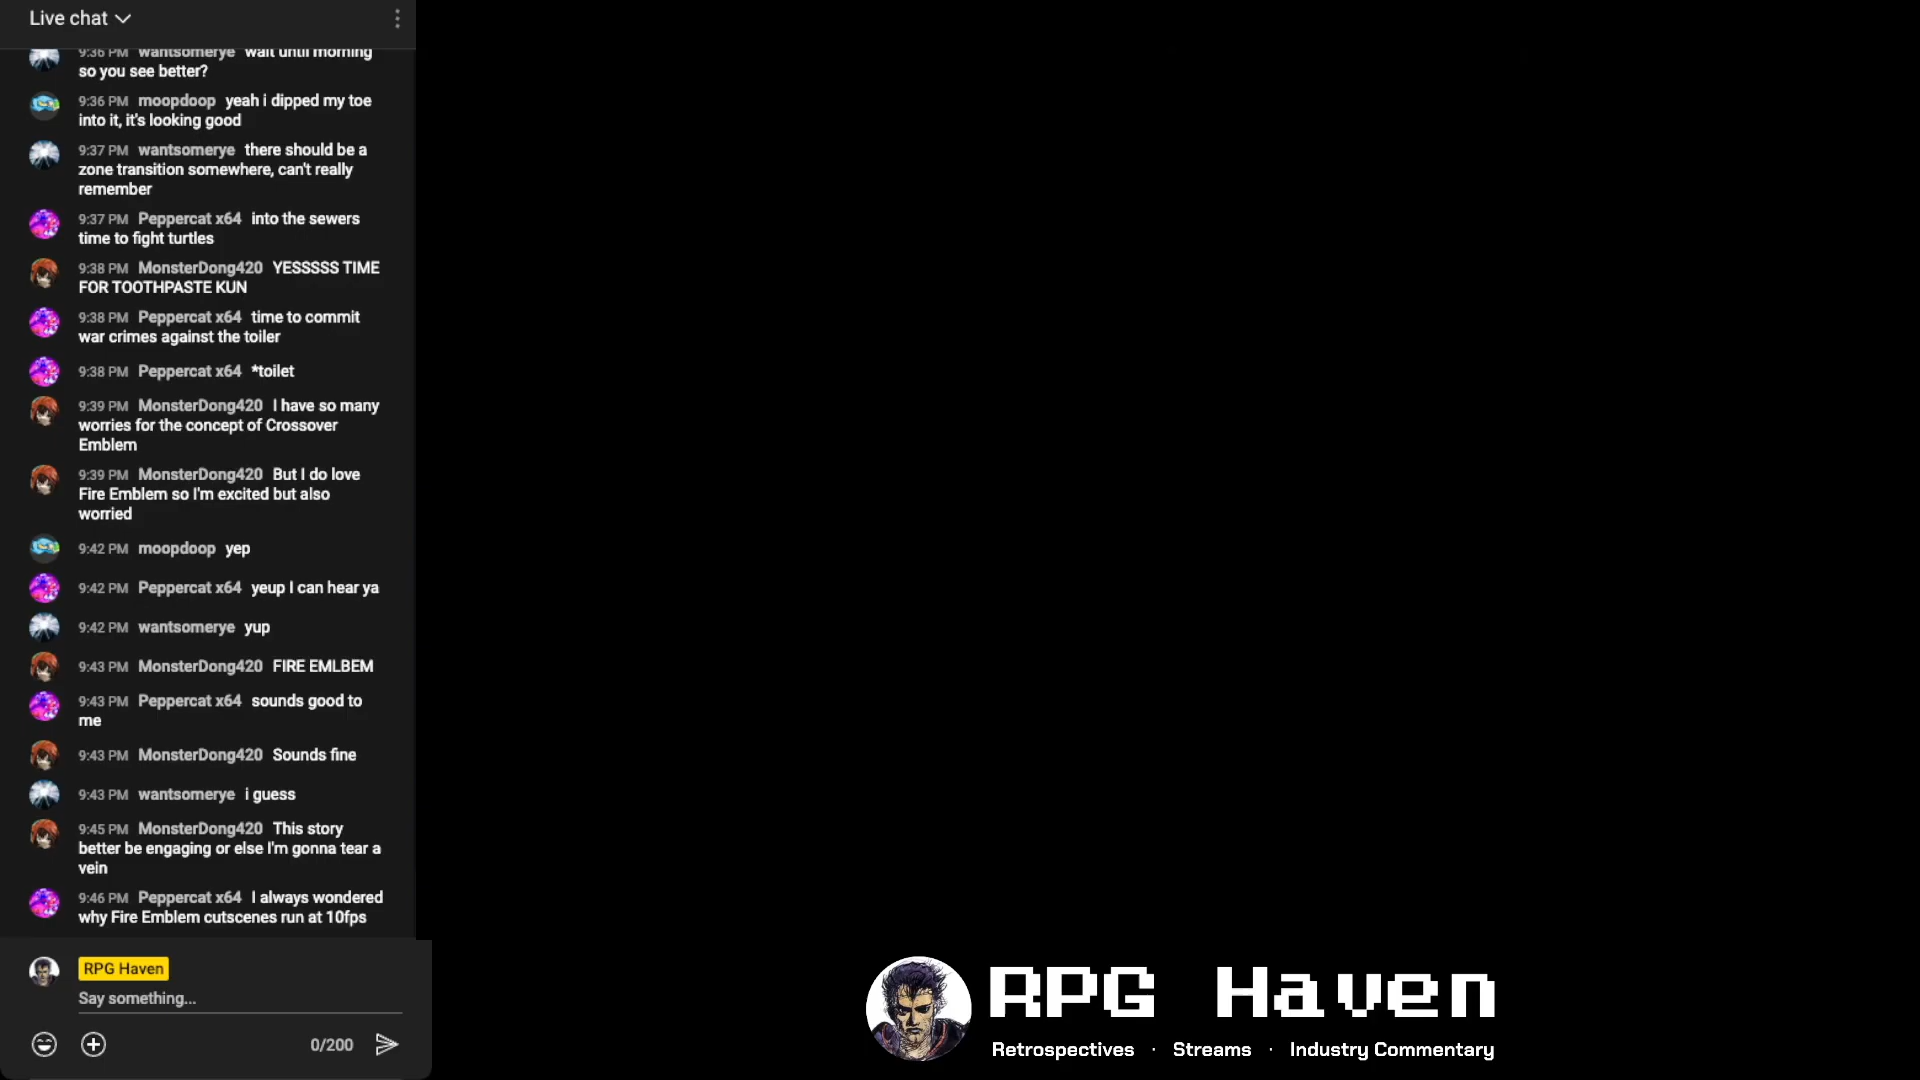 Live chat
9:36 PM wantsomerye wait until morning
so you see better?
9:36 PM moopdoop yeah i dipped my toe
into it, it's looking good
9:37 PM wantsomerye there should be a
zone transition somewhere, can't really
remember
9:37 PM Peppercat x64 into the sewers
time to fight turtles
9:38 PM MonsterDong420 YESSSSS TIME
FOR TOOTHPASTE KUN
9:38 PM Peppercat x64 time to commit
war crimes against the toiler
9:38 PM Peppercat x64 *toilet
9:39 PM MonsterDong420 I have so many
worries for the concept of Crossover
Emblem
9:39 PM MonsterDong420 But I do love
Fire Emblem so I'm excited but also
worried
9:42 PM moopdoop yep
9:42 PM Peppercat x64 yeup I can hear ya
9:42 PM wantsomerye yup
9:43 PM MonsterDong420 FIRE EMLBEM
9:43 PM Peppercat x64 sounds good to
me
9:43 PM MonsterDong420 Sounds fine
9:43 PM wantsomerye i guess
9:45 PM MonsterDong420 This story
better be engaging or else I'm gonna tear a
vein
9:46 PM Peppercat x64 I always wondered
why Fire Emblem cutscenes run at 10fps
RPG Haven
Say something...
0/200
RPG Haven
Retrospectives · Streams · Industry Commentary